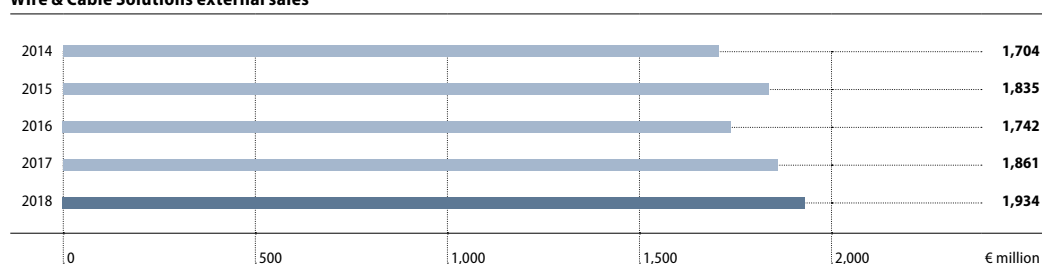 Wire & Cable Solutions external sales
2014 1,704
2015 1,835
2016 1,742
2017 1,861
2018 1,934
0 500 1,000 1,500 2,000 € million